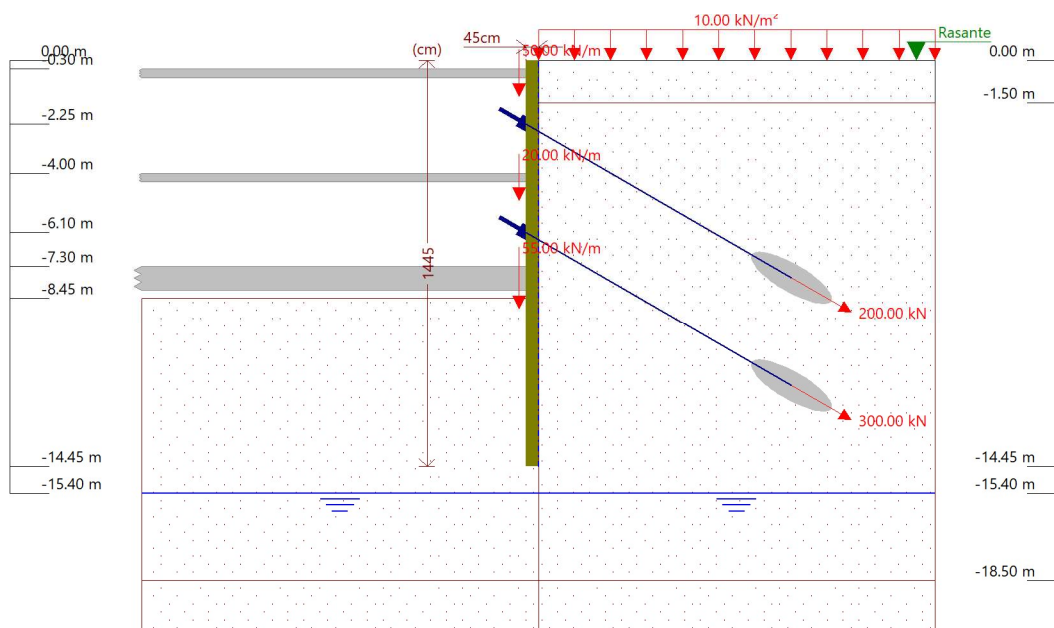 10.00 kN/m²
Rasante
45cm
(cm)
50.00 kN/m
0.00 m
-0.30 m
0.00 m
-1.50 m
-2.25 m
20.00 kN/m
-4.00 m
-6.10 m
55.00 kN/m
-7.30 m
1445
-8.45 m
200.00 kN
300.00 kN
-14.45 m
-14.45 m
-15.40 m
-15.40 m
-18.50 m